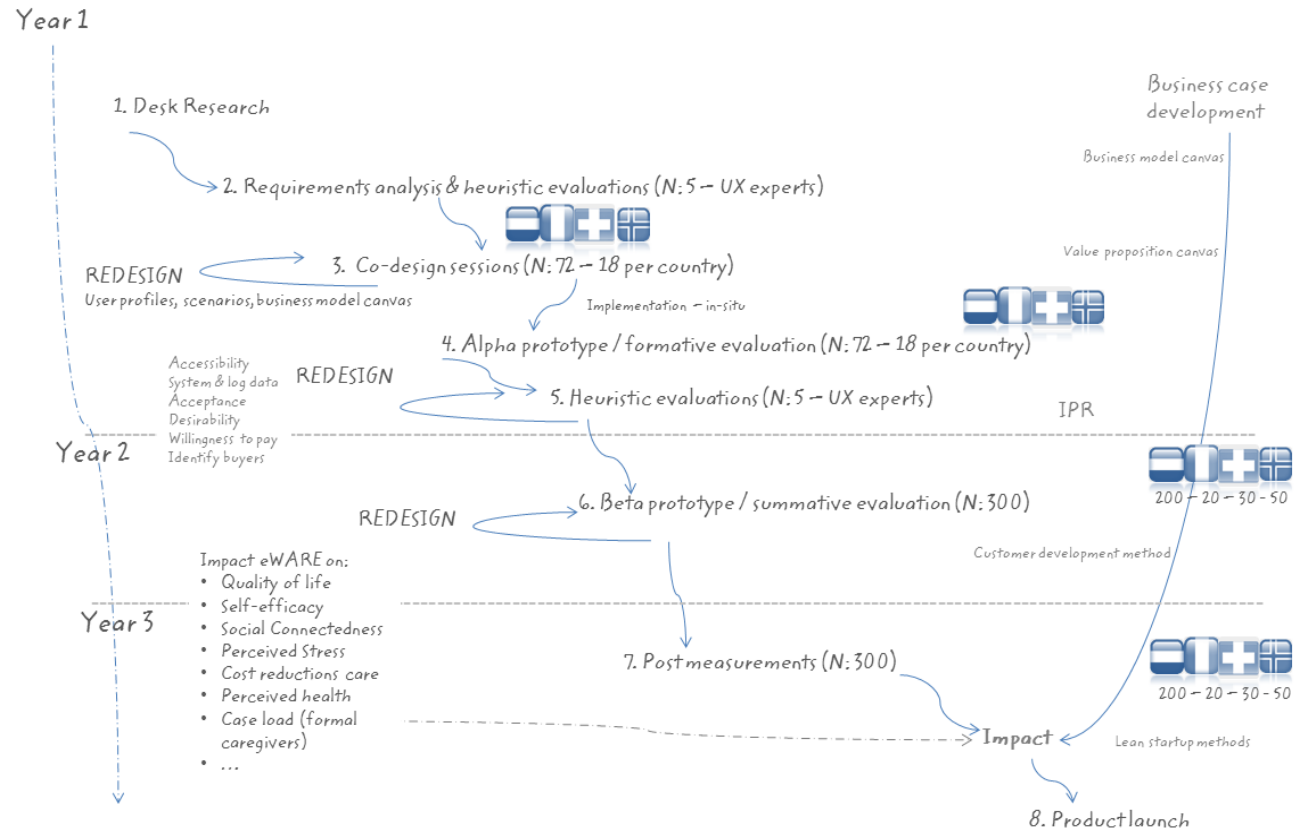 Year 1
Business case
development
1. Desk Research
Business model canvas
2. Requirements analysis & heuristic evaluations (N: 5 – UX experts)
Value proposition canvas
3. Co-design sessions (N: 72 – 18 per country)
REDESIGN
User profiles, scenarios, business model canvas
Implementation – in-situ
4. Alpha prototype / formative evaluation (N: 72 – 18 per country)
Accessibility
System & log data
Acceptance
Desirability
Willingness to pay
Identify buyers
REDESIGN
5. Heuristic evaluations (N: 5 – UX experts)
IPR
Year 2
200 – 20 – 30 - 50
6. Beta prototype / summative evaluation (N: 300)
REDESIGN
Customer development method
Impact eWARE on:
• Quality of life
• Self-efficacy
• Social Connectedness
• Perceived Stress
• Cost reductions care
• Perceived health
• Case load (formal
caregivers)
• ...
Year 3
7. Post measurements (N: 300)
200 – 20 – 30 - 50
Impact
Lean startup methods
8. Product launch